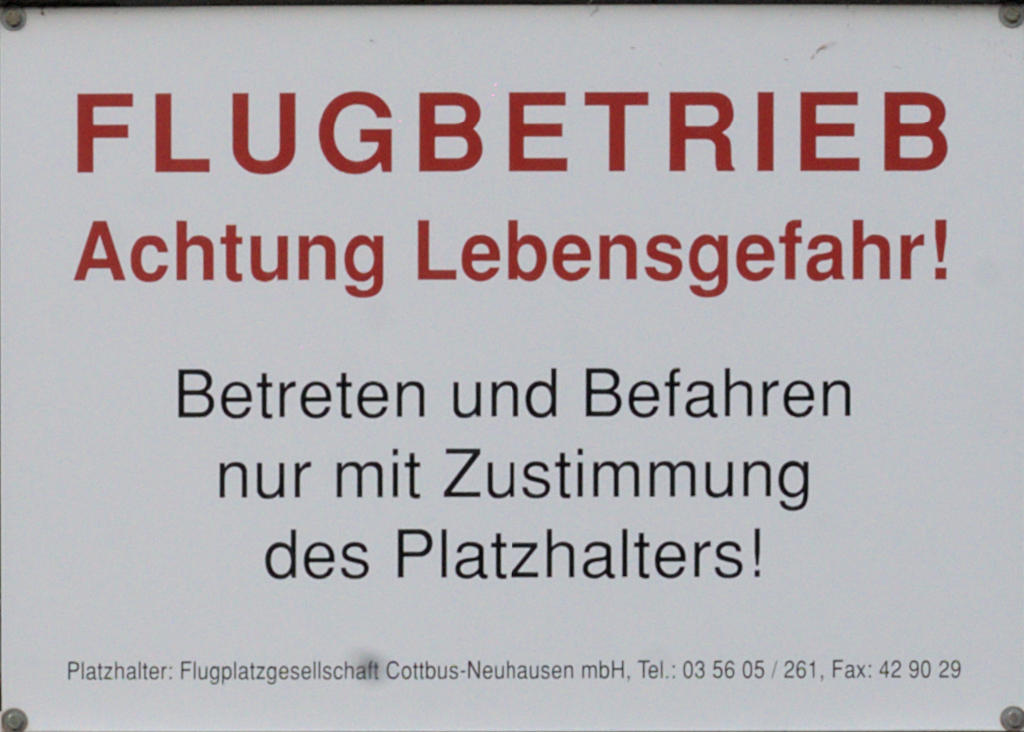 FLUGBETRIEB
Achtung Lebensgefahr!
Betreten und Befahren
nur mit Zustimmung
des Platzhalters!
Platzhalter: Flugplatzgesellschaft Cottbus-Neuhausen mbH, Tel.: 03 56 05 / 261, Fax: 42 90 29